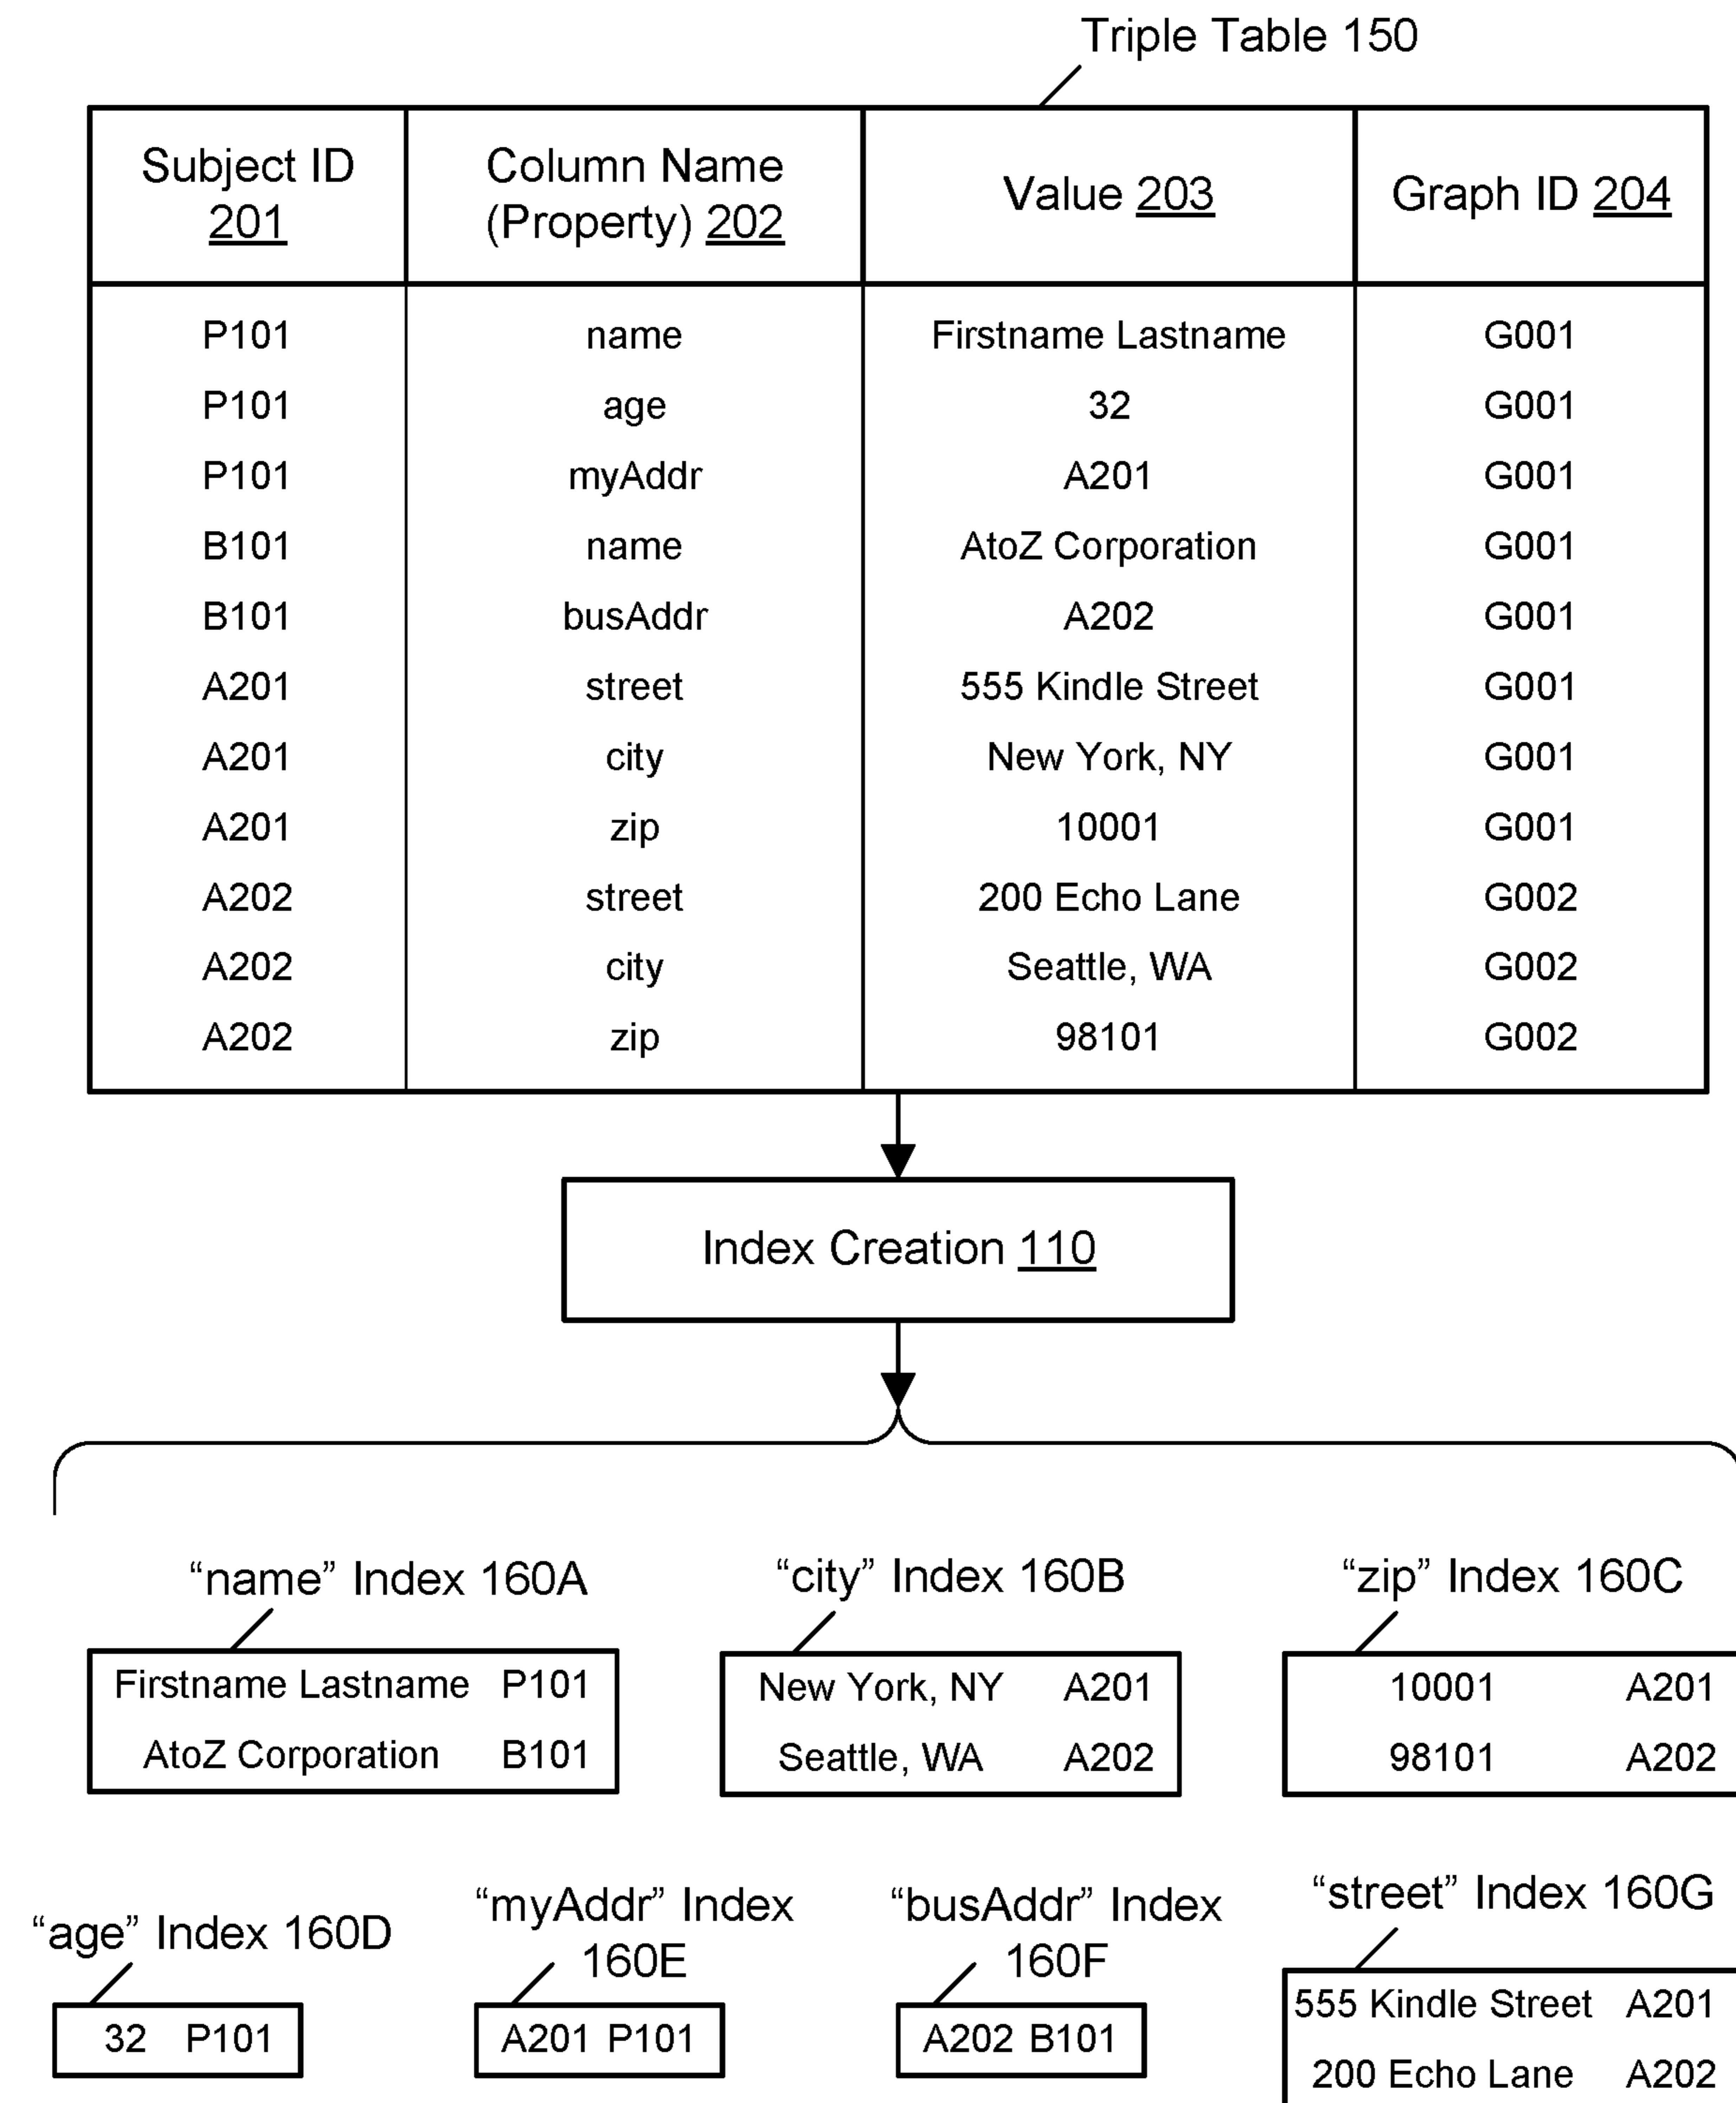 Triple Table 150
Subject ID 201 Column Name (Property) 202 Value 203 Graph ID 204
P101 name Firstname Lastname G001
P101 age 32 G001
P101 myAddr A201 G001
B101 name AtoZ Corporation G001
B101 busAddr A202 G001
A201 street 555 Kindle Street G001
A201 city New York, NY G001
A201 zip 10001 G001
A202 street 200 Echo Lane G002
A202 city Seattle, WA G002
A202 zip 98101 G002
Index Creation 110
“name” Index 160A
Firstname Lastname P101
AtoZ Corporation B101
“city” Index 160B
New York, NY A201
Seattle, WA A202
“zip” Index 160C
10001 A201
98101 A202
“age” Index 160D
32 P101
“myAddr” Index
160E
A201 P101
“busAddr” Index
160F
A202 B101
“street” Index 160G
555 Kindle Street A201
200 Echo Lane A202